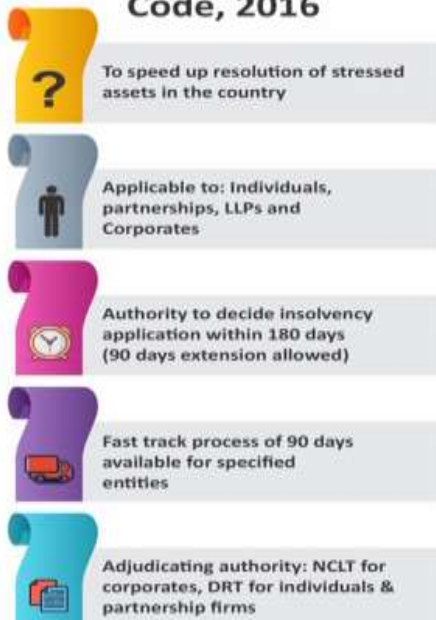 Code, 2016
?
To speed up resolution of stressed
assets in the country
Applicable to: Individuals,
partnerships, LLPs and
Corporates
Authority to decide insolvency
application within 180 days
(90 days extension allowed)
Fast track process of 90 days
available for specified
entities
Adjudicating authority: NCLT for
corporates, DRT for individuals &
partnership firms